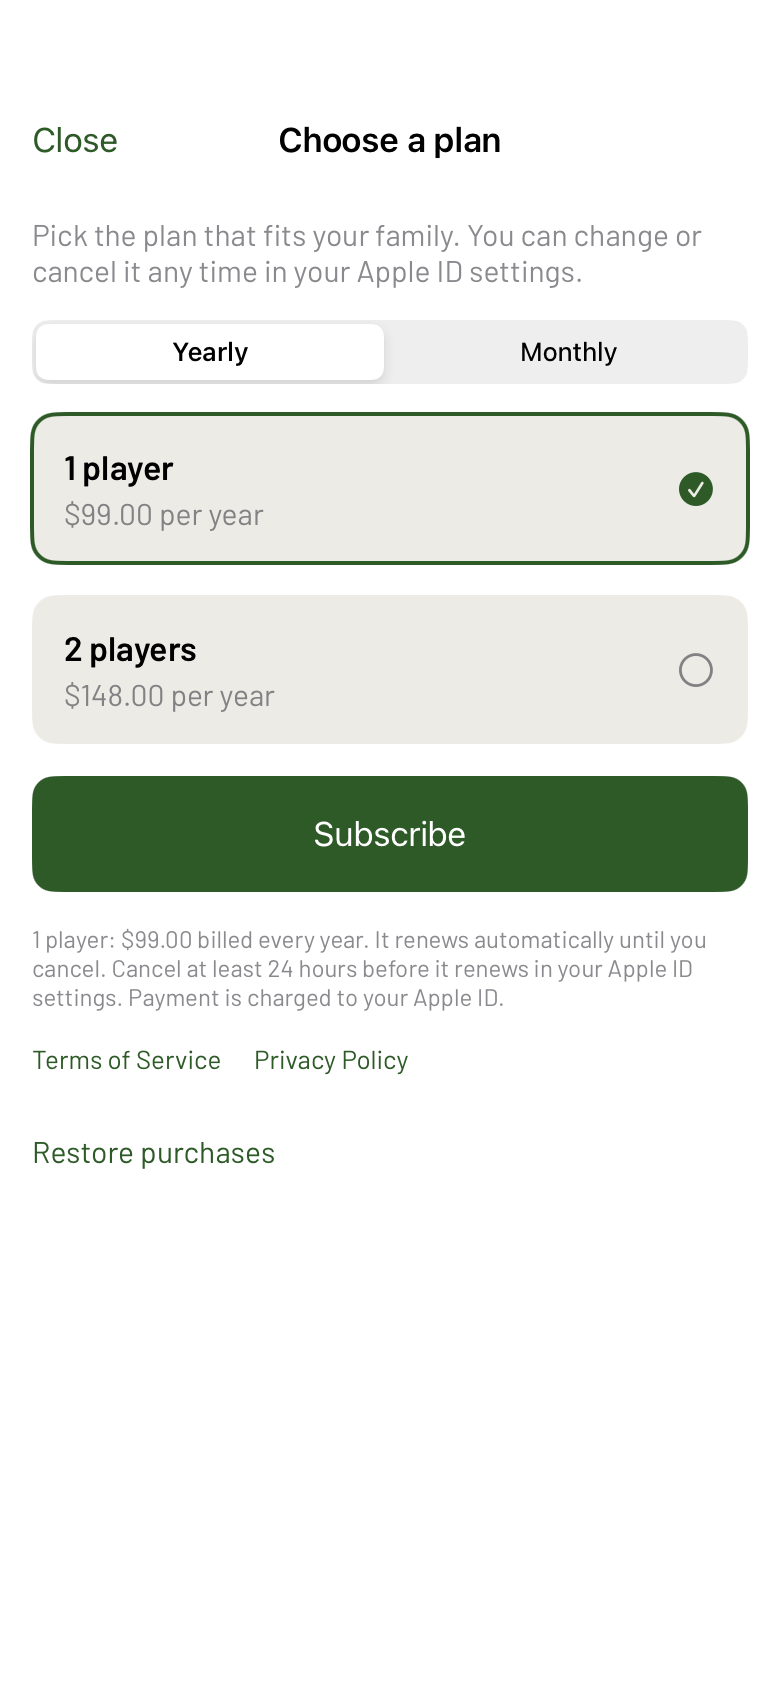 Close
Choose a plan
Pick the plan that fits your family. You can change or
cancel it any time in your Apple ID settings.
Yearly
Monthly
1 player
$99.00 per year
2 players
$148.00 per year
Subscribe
1 player: $99.00 billed every year. It renews automatically until you
cancel. Cancel at least 24 hours before it renews in your Apple ID
settings. Payment is charged to your Apple ID.
Terms of Service
Privacy Policy
Restore purchases